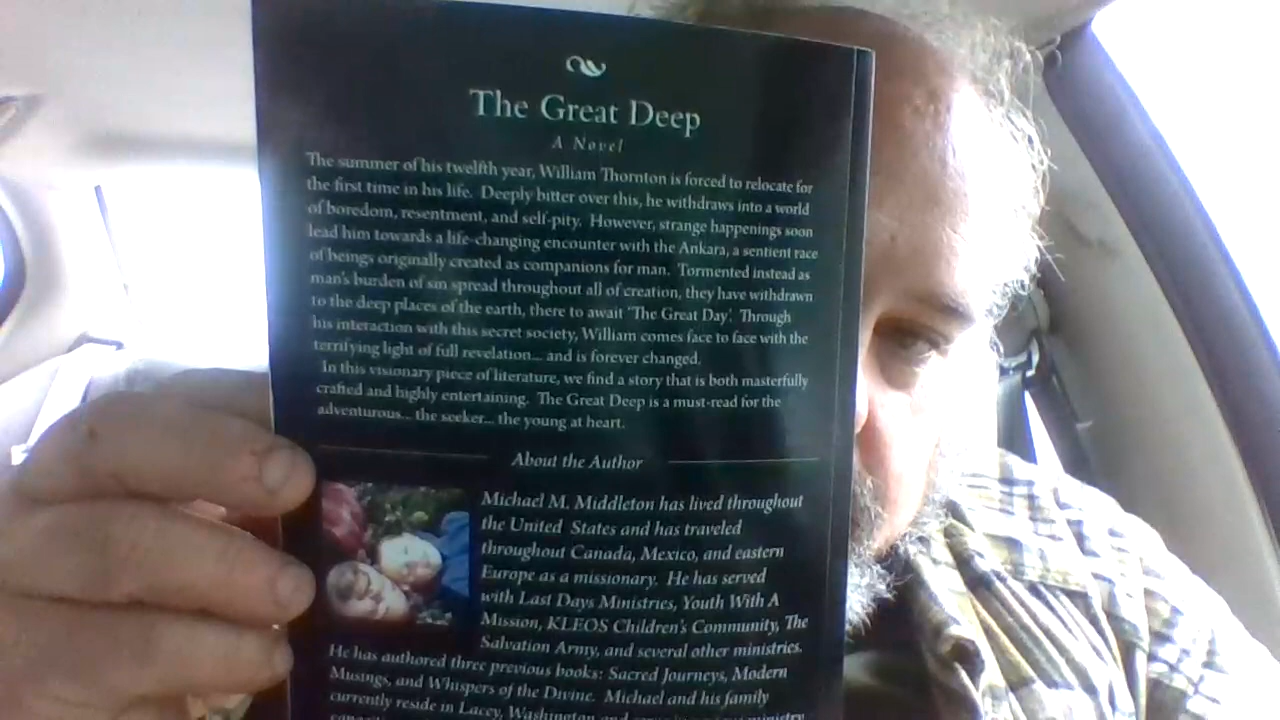 The Great Deep
A Novel
The summer of his twelfth year, William Thornton is forced to relocate for
the first time in his life. Deeply bitter over this, he withdraws into a world
of boredom, resentment, and self-pity. However, strange happenings soon
lead him towards a life-changing encounter with the Ankara, a sentient race
of beings originally created as companions for man. Tormented instead as
man's burden of sin spread throughout all of creation, they have withdrawn
to the deep places of the earth, there to await 'The Great Day'. Through
his interaction with this secret society, William comes face to face with the
terrifying light of full revelation... and is forever changed.
In this visionary piece of literature, we find a story that is both masterfully
crafted and highly entertaining. The Great Deep is a must-read for the
adventurous... the seeker... the young at heart.
About the Author
Michael M. Middleton has lived throughout
the United States and has traveled
throughout Canada, Mexico, and eastern
Europe as a missionary. He has served
with Last Days Ministries, Youth With A
Mission, KLEOS Children's Community, The
Salvation Army, and several other ministries.
He has authored three previous books: Sacred Journeys, Modern
Musings, and Whispers of the Divine. Michael and his family
currently reside in Lacey, Washington and ministry